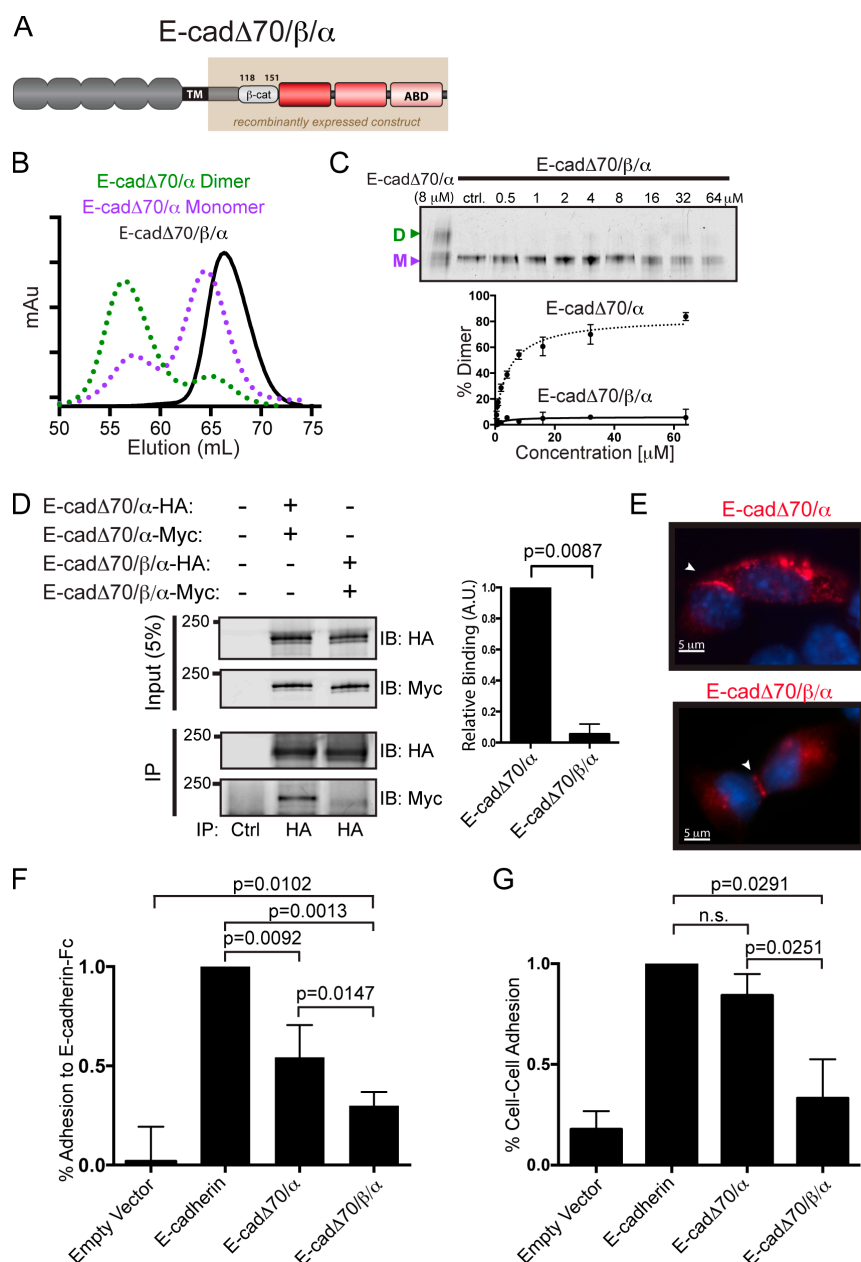 A
E-cadΔ70/β/α
118 151
TM
β-cat
ABD
recombinantly expressed construct
B
E-cadΔ70/α Dimer
E-cadΔ70/α Monomer
E-cadΔ70/β/α
mAu
50 55 60 65 70 75
Elution (mL)
C
E-cadΔ70/β/α
E-cadΔ70/α
(8 μM) ctrl. 0.5 1 2 4 8 16 32 64 μM
D
M
100
80
60
40
20
0
% Dimer
E-cadΔ70/α
E-cadΔ70/β/α
0 20 40 60
Concentration [μM]
D
E-cadΔ70/α-HA: - + -
E-cadΔ70/α-Myc: - + -
E-cadΔ70/β/α-HA: - - +
E-cadΔ70/β/α-Myc: - - +
Input (5%)
250
IB: HA
250
IB: Myc
IP
250
IB: HA
250
IB: Myc
IP: Ctrl HA HA
p=0.0087
Relative Binding (A.U.)
1.0
0.8
0.6
0.4
0.2
0.0
E-cadΔ70/α
E-cadΔ70/β/α
E
E-cadΔ70/α
5 μm
E-cadΔ70/β/α
5 μm
F
p=0.0102
p=0.0013
p=0.0092
p=0.0147
% Adhesion to E-cadherin-Fc
1.0
0.5
0.0
Empty Vector
E-cadherin
E-cadΔ70/α
E-cadΔ70/β/α
G
p=0.0291
n.s.
p=0.0251
% Cell-Cell Adhesion
1.0
0.5
0.0
Empty Vector
E-cadherin
E-cadΔ70/α
E-cadΔ70/β/α